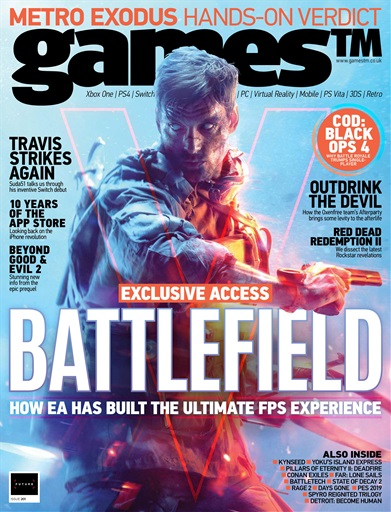 METRO EXODUS HANDS-ON VERDICT
gamesTM
www.gamestm.co.uk
Xbox One | PS4 | Switch | PC | Virtual Reality | Mobile | PS Vita | 3DS | Retro
TRAVIS
STRIKES
AGAIN
Suda51 talks us through
his inventive Switch debut
10 YEARS OF
THE APP
STORE
Looking back on the
iPhone revolution
BEYOND
GOOD &
EVIL 2
Stunning new
info from the
epic prequel
COD:
BLACK
OPS 4
WHY BATTLE ROYALE
TRUMPS SINGLE-
PLAYER
OUTDRINK
THE DEVIL
How the Oxenfree team's Afterparty
brings some levity to the afterlife
RED DEAD
REDEMPTION II
We dissect the latest
Rockstar revelations
V
EXCLUSIVE ACCESS
BATTLEFIELD
HOW EA HAS BUILT THE ULTIMATE FPS EXPERIENCE
ALSO INSIDE
KYNSEED ■ YOKU'S ISLAND EXPRESS
PILLARS OF ETERNITY II: DEADFIRE
CONAN EXILES ■ FAR: LONE SAILS
BATTLETECH ■ STATE OF DECAY 2
RAGE 2 ■ DAYS GONE ■ PES 2019
SPYRO REIGNITED TRILOGY
DETROIT: BECOME HUMAN
FUTURE